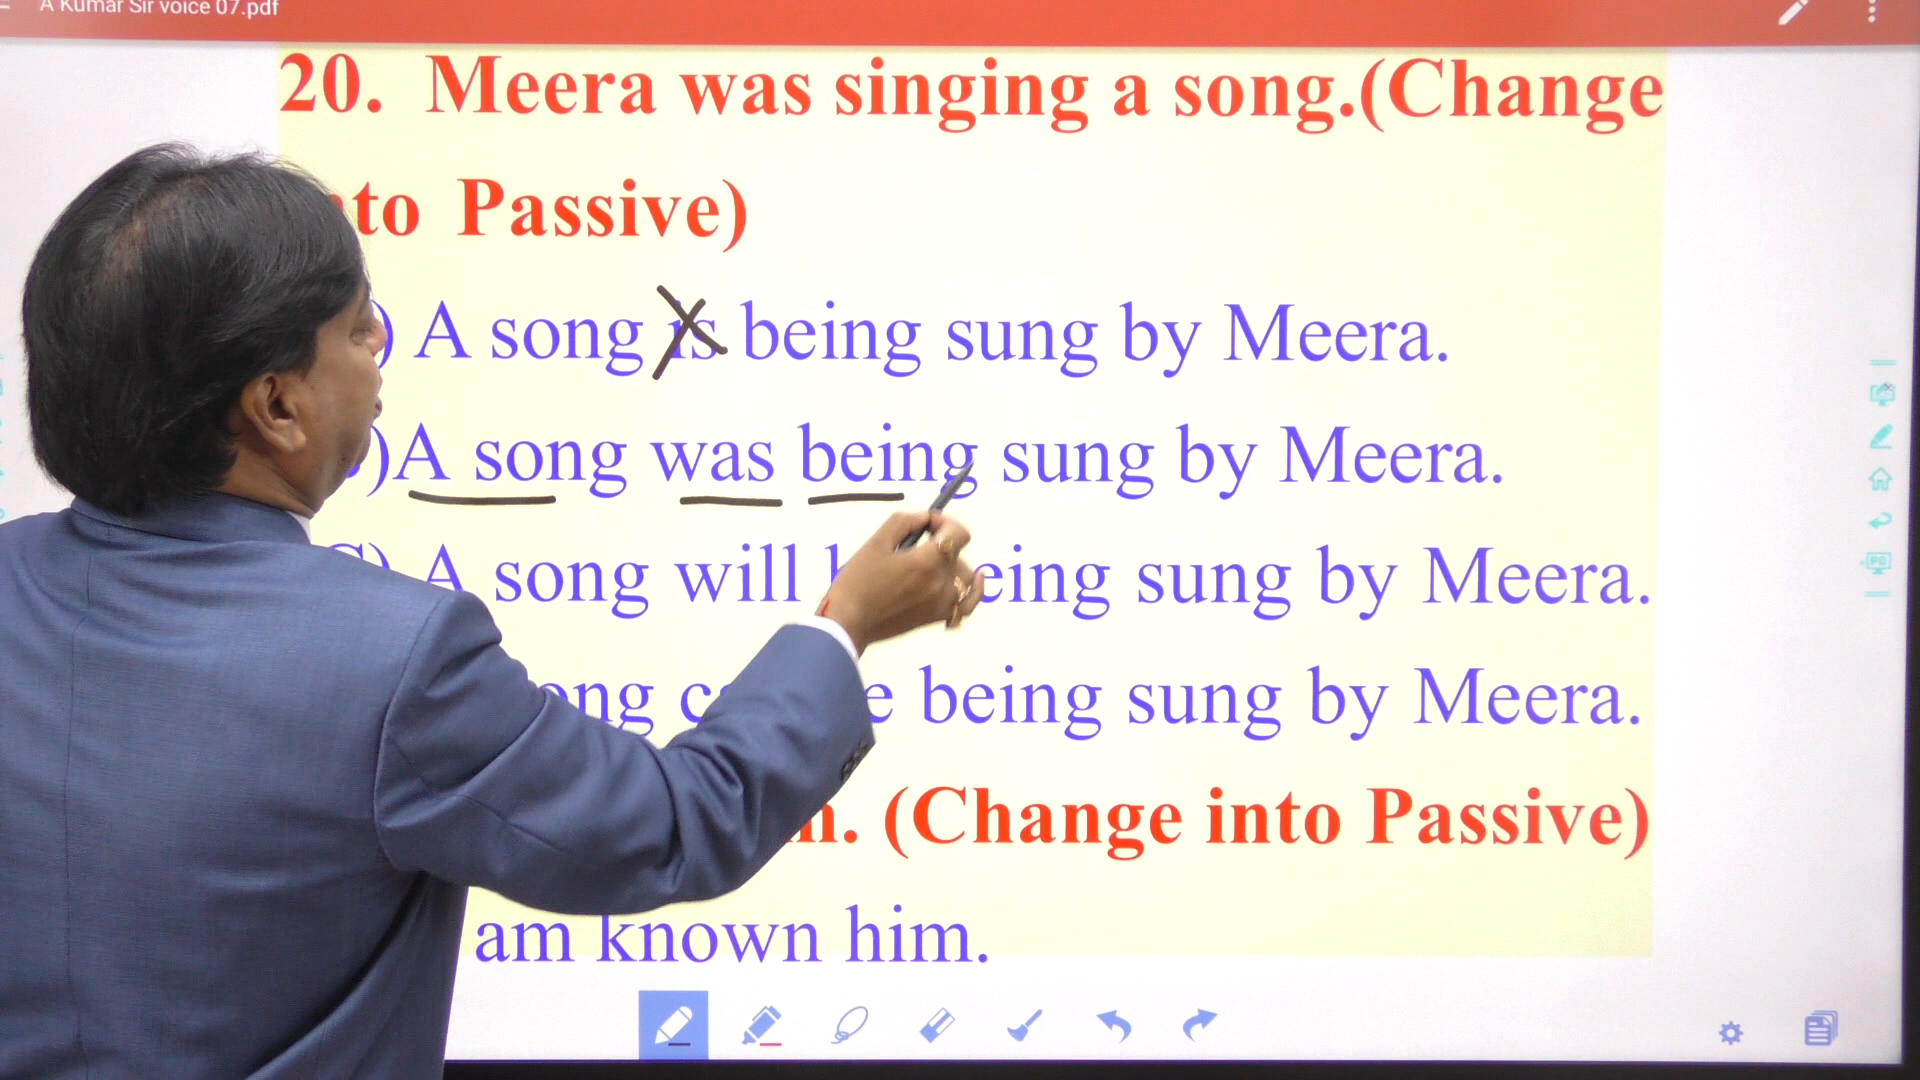 A Kumar Sir voice 07.pdf
20. Meera was singing a song.(Change
to Passive)
) A song is being sung by Meera.
)A song was being sung by Meera.
A song will being sung by Meera.
being sung by Meera.
(Change into Passive)
am known him.